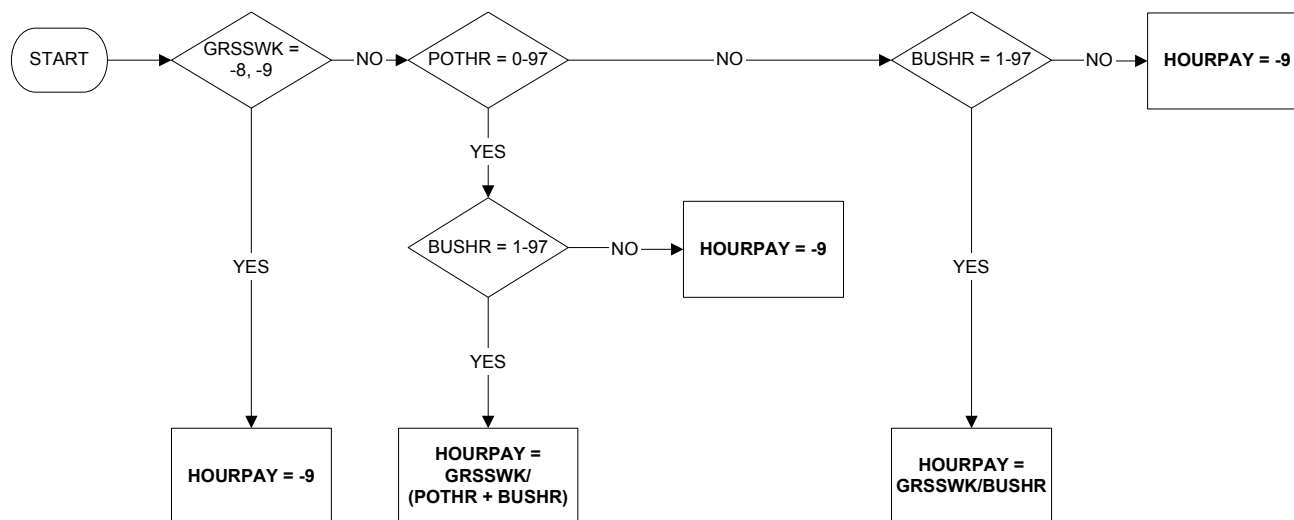 START
GRSSWK =
-8, -9
NO
POTHR = 0-97
NO
BUSHR = 1-97
NO
HOURPAY = -9
YES
BUSHR = 1-97
NO
HOURPAY = -9
YES
YES
YES
HOURPAY = -9
HOURPAY =
GRSSWK/
(POTHR + BUSHR)
HOURPAY =
GRSSWK/BUSHR